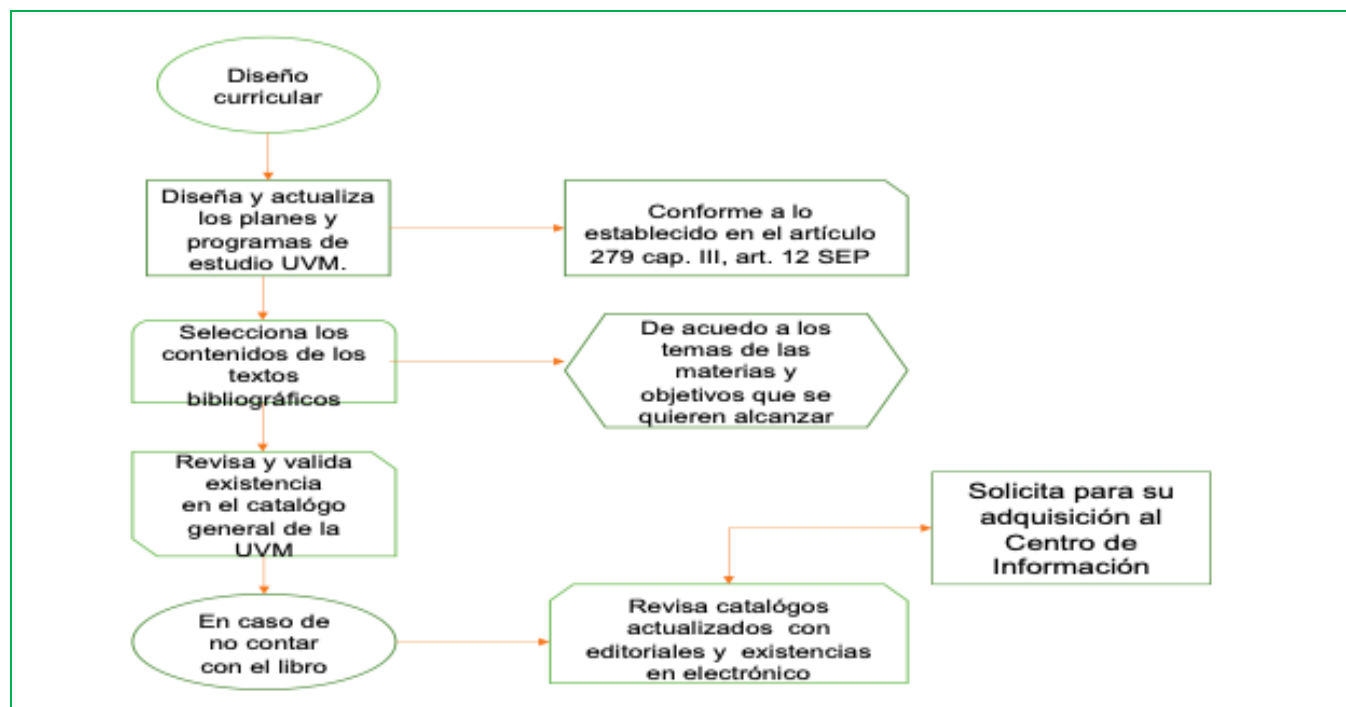 Diseño
curricular
Diseña y actualiza
los planes y
programas de
estudio UVM.
Conforme a lo
establecido en el artículo
279 cap. III, art. 12 SEP
Selecciona los
contenidos de los
textos
bibliográficos
De acuerdo a los
temas de las
materias y
objetivos que se
quieren alcanzar
Revisa y valida
existencia
en el catalógo
general de la
UVM
Solicita para su
adquisición al
Centro de
Información
En caso de
no contar
con el libro
Revisa catalógos
actualizados con
editoriales y existencias
en electrónico